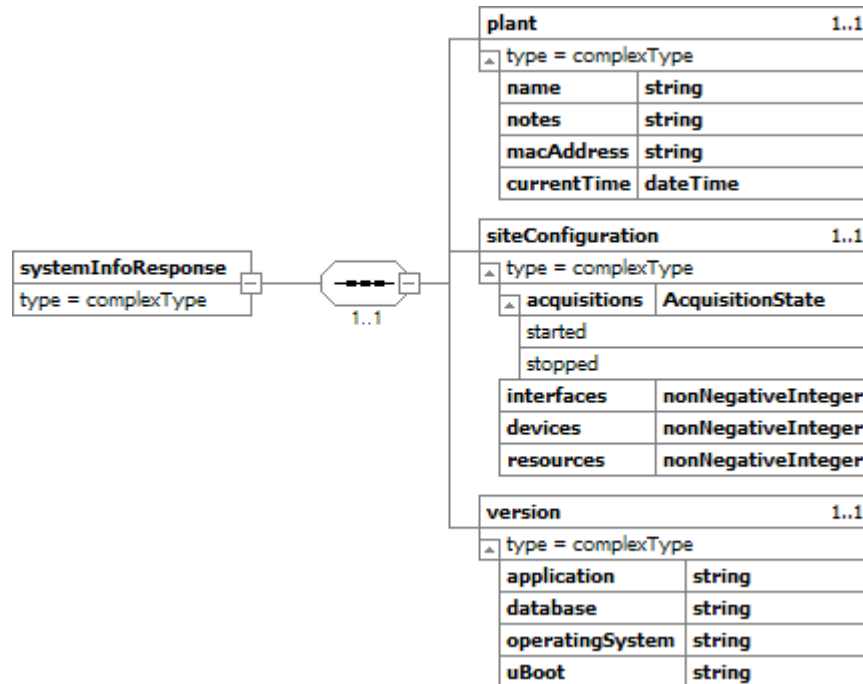 plant 1..1
type = complexType
name string
notes string
macAddress string
currentTime dateTime
siteConfiguration 1..1
type = complexType
acquisitions AcquisitionState
started
stopped
interfaces nonNegativeInteger
devices nonNegativeInteger
resources nonNegativeInteger
systemInfoResponse
type = complexType
1..1
version 1..1
type = complexType
application string
database string
operatingSystem string
uBoot string